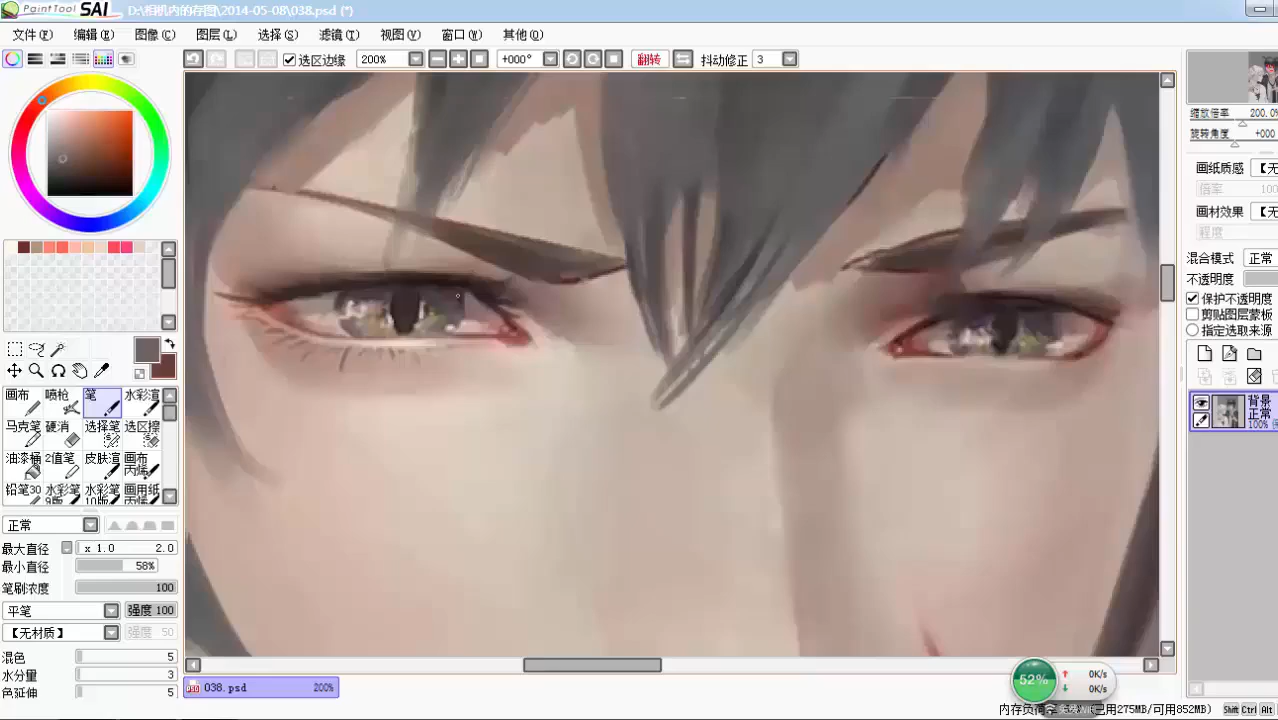 PaintTool SAI D:\相机内的存图\2014-05-08\038.psd (*)
文件(F) 编辑(E) 图像(C) 图层(L) 选择(S) 滤镜(T) 视图(V) 窗口(W) 其他(O)
选区边缘 200% +000° 翻转 抖动修正 3
缩放倍率 200.0
旋转角度 +000
画纸质感 【无
倍率 100
画材效果 【无
程度
混合模式 正常
不透明度
保护不透明度
剪贴图层蒙板
指定选取来源
背景
正常
100%
画布 喷枪 笔 水彩渲
马克笔 硬消 选择笔 选区擦
油漆桶 2值笔 皮肤渲 画布
丙烯
铅笔30 水彩笔 水彩笔 画用纸
正常
最大直径 x 1.0 2.0
最小直径 58%
笔刷浓度 100
平笔 强度 100
【无材质】 强度 50
混色 5
水分量 3
色延伸 5
038.psd 200%
52% 0K/s
0K/s
(已用275MB/可用852MB) Shift Ctrl Alt